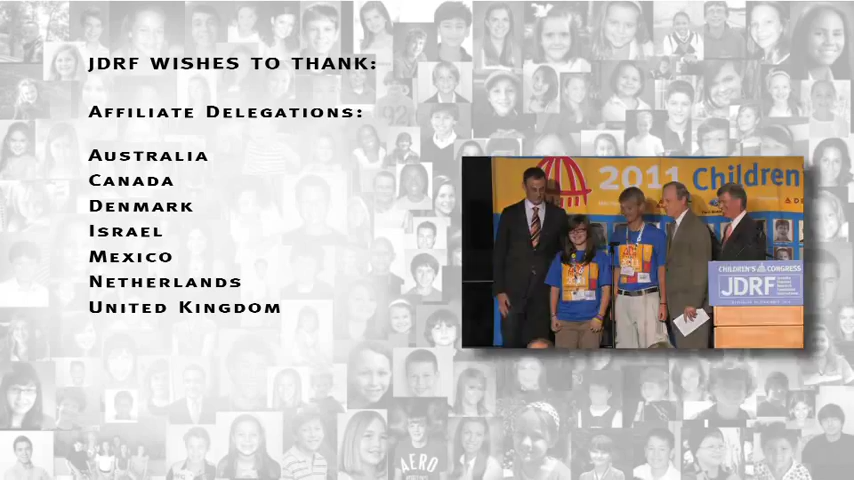 JDRF WISHES TO THANK:
AFFILIATE DELEGATIONS:
AUSTRALIA
CANADA
DENMARK
ISRAEL
MEXICO
NETHERLANDS
UNITED KINGDOM
2011 Children
CHILDREN'S CONGRESS
JDRF
AERO